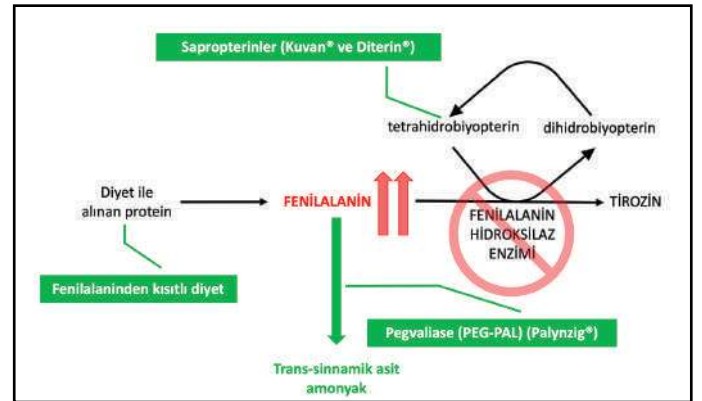 Sapropterinler (Kuvan® ve Diterin®)
tetrahidrobiyopterin
dihidrobiyopterin
Diyet ile
alınan protein
FENİLALANİN
TİROZİN
FENİLALANİN
HİDROKSİLAZ
ENZİMİ
Fenilalaninden kısıtlı diyet
Pegvaliase (PEG-PAL) (Palynzig®)
Trans-sinnamik asit
amonyak